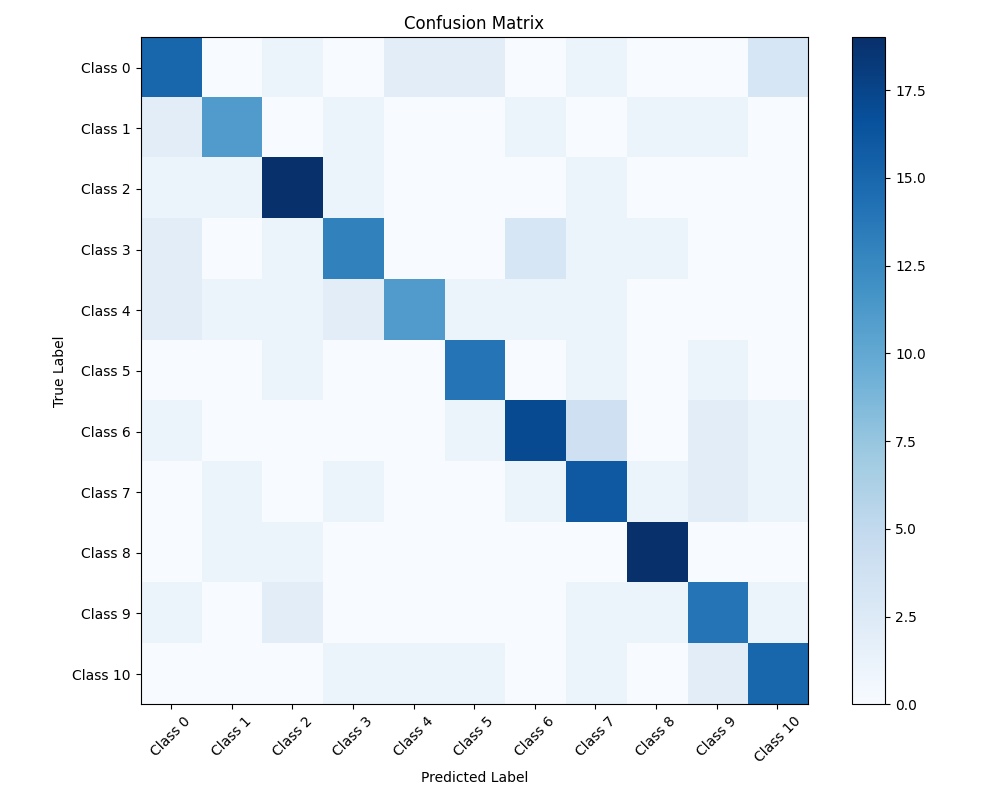 Confusion Matrix
Class 0
Class 1
Class 2
Class 3
Class 4
Class 5
Class 6
Class 7
Class 8
Class 9
Class 10
True Label
Class 0
Class 1
Class 2
Class 3
Class 4
Class 5
Class 6
Class 7
Class 8
Class 9
Class 10
Predicted Label
17.5
15.0
12.5
10.0
7.5
5.0
2.5
0.0